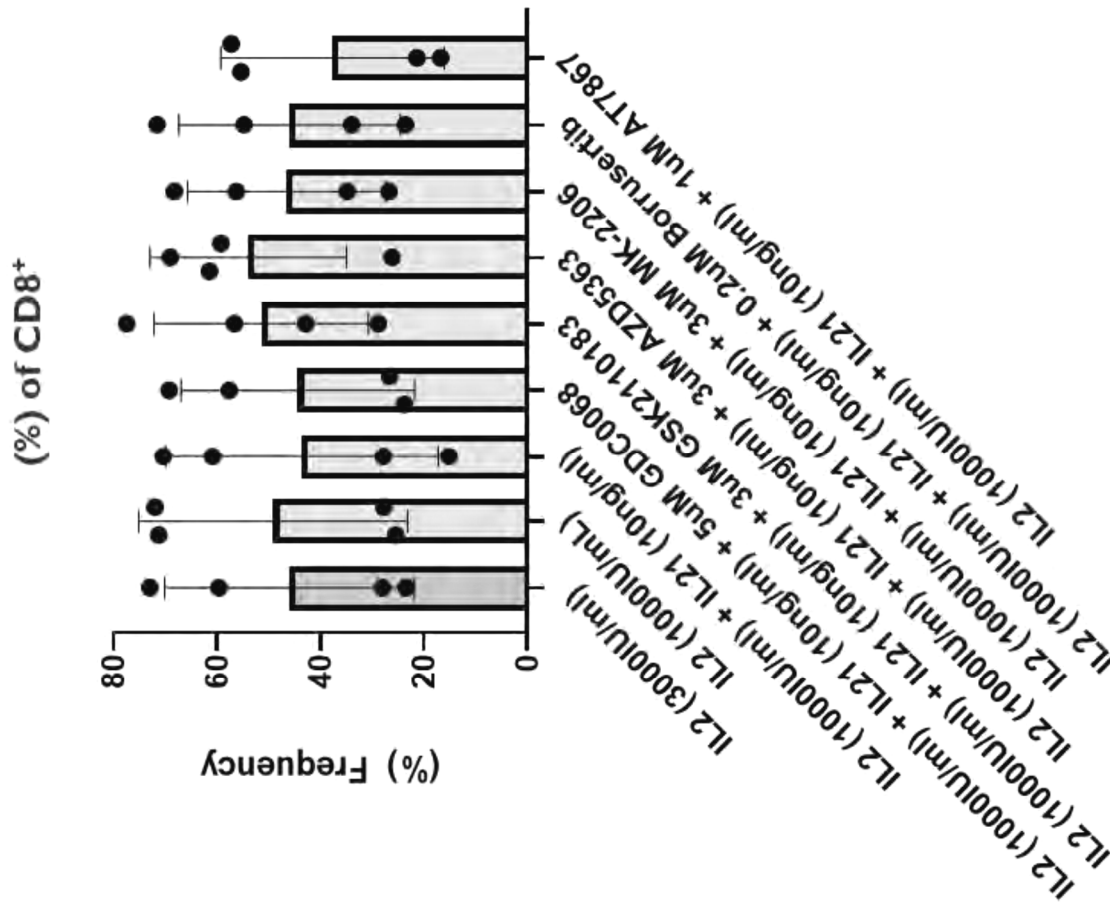 (%) of CD8⁺
(%) Frequency
80
60
40
20
0
IL2 (3000IU/ml)
IL2 (1000IU/mL)
IL2 (1000IU/ml) + IL21 (10ng/ml)
IL2 (1000IU/ml) + IL21 (10ng/ml) + 5uM GDC0068
IL2 (1000IU/ml) + IL21 (10ng/ml) + 3uM GSK2110183
IL2 (1000IU/ml) + IL21 (10ng/ml) + 3uM AZD5363
IL2 (1000IU/ml) + IL21 (10ng/ml) + 3uM MK-2206
IL2 (1000IU/ml) + IL21 (10ng/ml) + 0.2uM Borrusertib
IL2 (1000IU/ml) + IL21 (10ng/ml) + 1uM AT7867